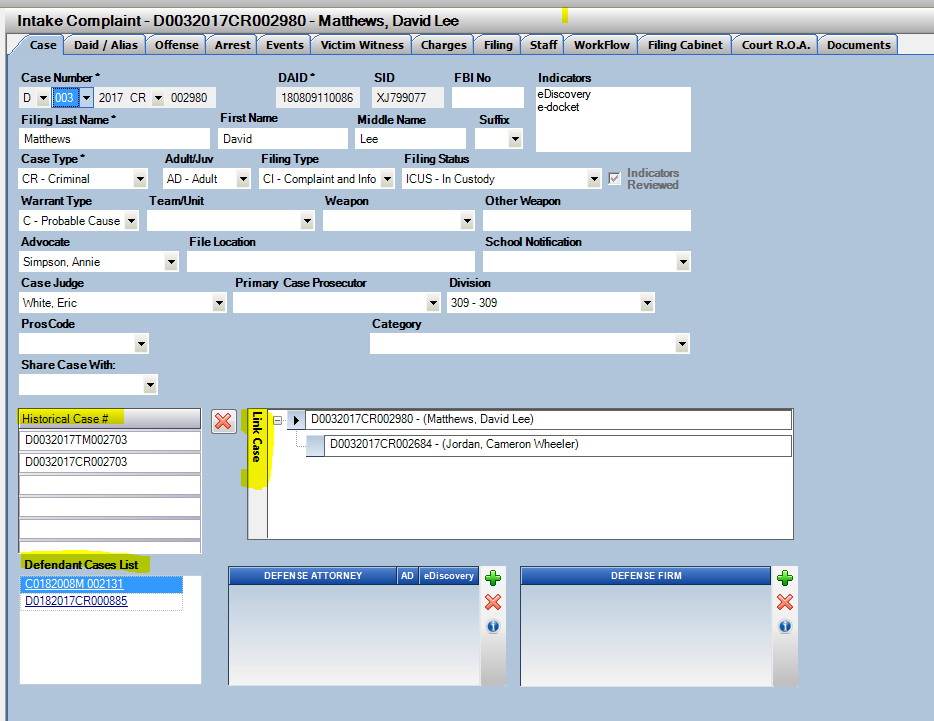 Intake Complaint - D0032017CR002980 - Matthews, David Lee
Case Daid / Alias Offense Arrest Events Victim Witness Charges Filing Staff WorkFlow Filing Cabinet Court R.O.A. Documents
Case Number * DAID * SID FBI No Indicators
D 003 2017 CR 002980 180809110086 XJ799077 eDiscovery
e-docket
Filing Last Name * First Name Middle Name Suffix
Matthews David Lee
Case Type * Adult/Juv Filing Type Filing Status
CR - Criminal AD - Adult CI - Complaint and Info ICUS - In Custody Indicators
Reviewed
Warrant Type Team/Unit Weapon Other Weapon
C - Probable Cause
Advocate File Location School Notification
Simpson, Annie
Case Judge Primary Case Prosecutor Division
White, Eric 309 - 309
Pros Code Category
Share Case With:
Historical Case #
D0032017TM002703
D0032017CR002703
Link Case
D0032017CR002980 - (Matthews, David Lee)
D0032017CR002684 - (Jordan, Cameron Wheeler)
Defendant Cases List
C0182008M 002131
D0182017CR000885
DEFENSE ATTORNEY AD eDiscovery
DEFENSE FIRM